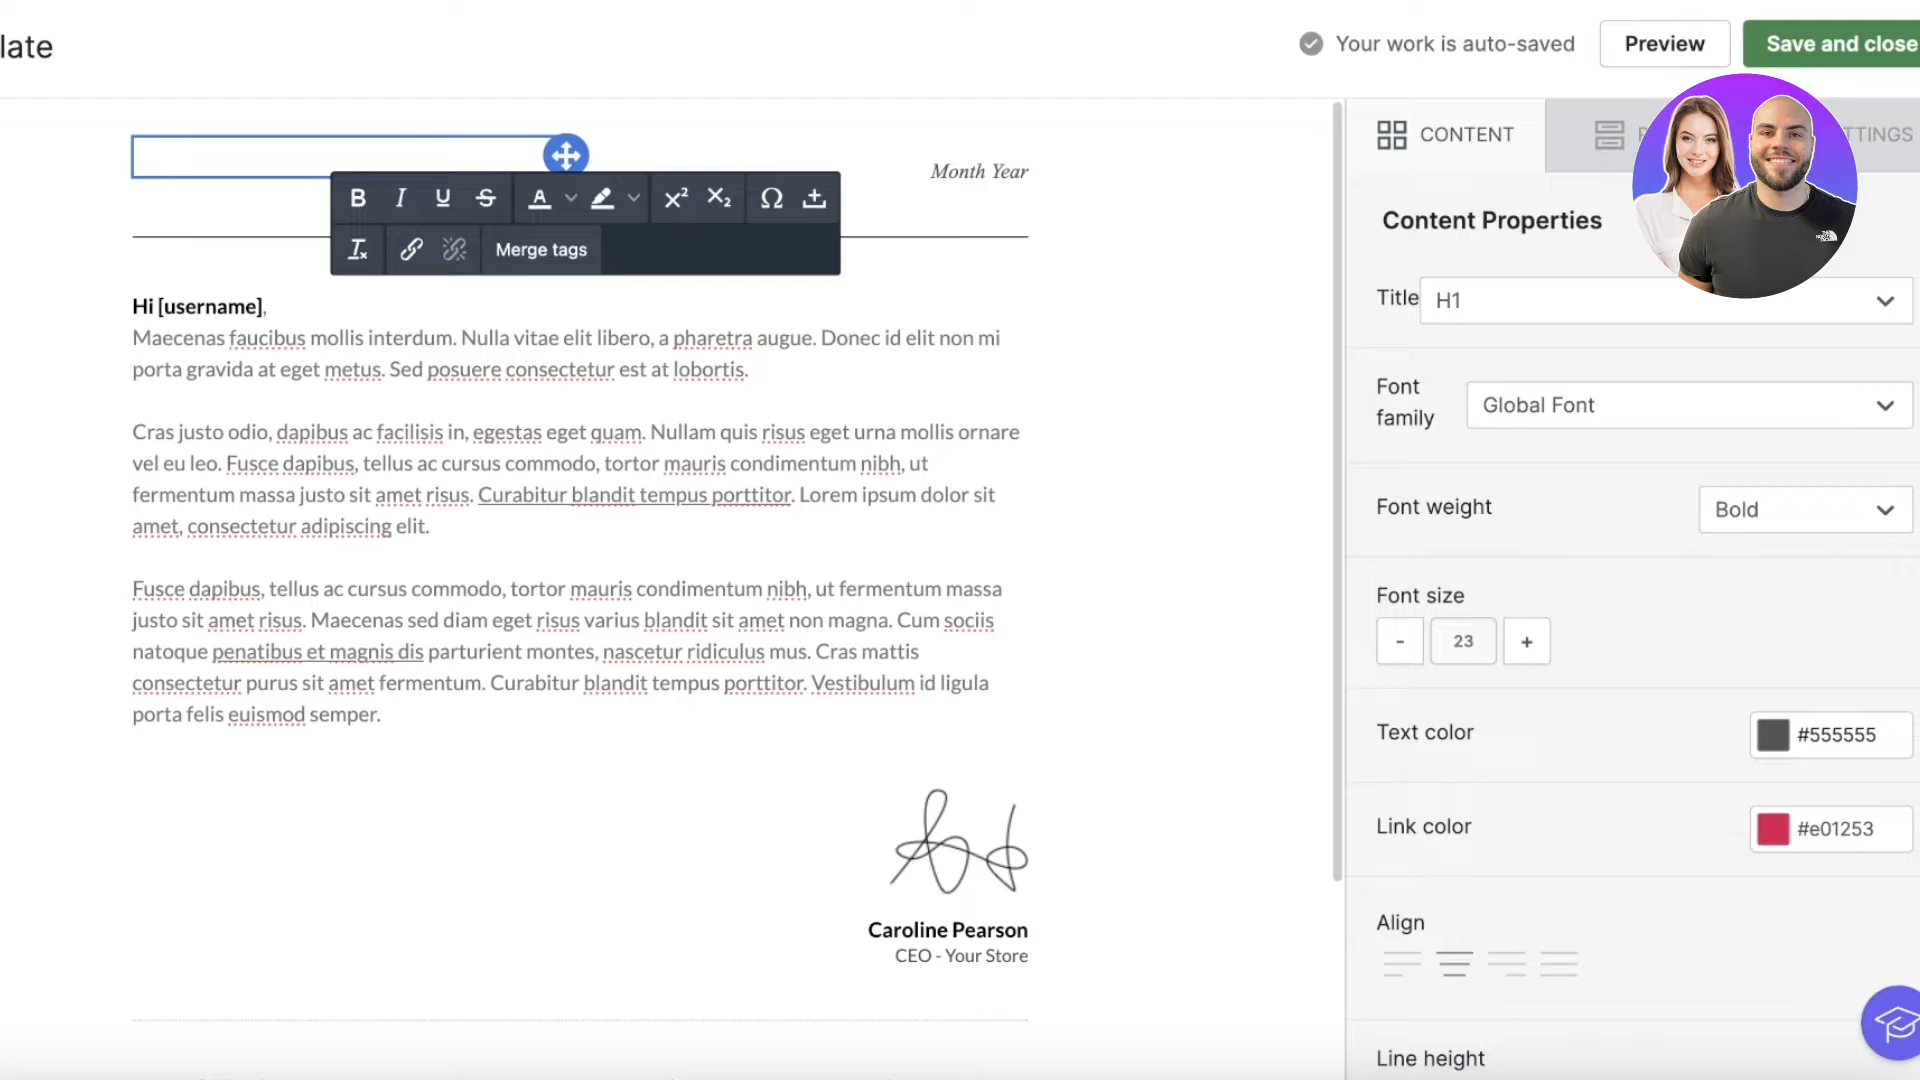 late
Your work is auto-saved
Preview
Save and close
CONTENT
TTINGS
Month Year
B I U S A X² X₂ Ω
Merge tags
Content Properties
Title
H1
Hi [username],
Maecenas faucibus mollis interdum. Nulla vitae elit libero, a pharetra augue. Donec id elit non mi
porta gravida at eget metus. Sed posuere consectetur est at lobortis.
Font
family
Global Font
Cras justo odio, dapibus ac facilisis in, egestas eget quam. Nullam quis risus eget urna mollis ornare
vel eu leo. Fusce dapibus, tellus ac cursus commodo, tortor mauris condimentum nibh, ut
fermentum massa justo sit amet risus. Curabitur blandit tempus porttitor. Lorem ipsum dolor sit
amet, consectetur adipiscing elit.
Font weight
Bold
Fusce dapibus, tellus ac cursus commodo, tortor mauris condimentum nibh, ut fermentum massa
justo sit amet risus. Maecenas sed diam eget risus varius blandit sit amet non magna. Cum sociis
natoque penatibus et magnis dis parturient montes, nascetur ridiculus mus. Cras mattis
consectetur purus sit amet fermentum. Curabitur blandit tempus porttitor. Vestibulum id ligula
porta felis euismod semper.
Font size
- 23 +
Text color
#555555
Link color
#e01253
Caroline Pearson
CEO - Your Store
Align
Line height